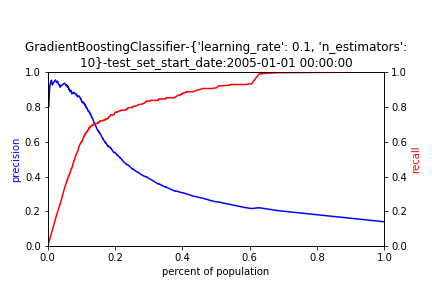 GradientBoostingClassifier-{'learning_rate': 0.1, 'n_estimators':
10}-test_set_start_date:2005-01-01 00:00:00
1.0 1.0
0.8 0.8
0.6 0.6
precision recall
0.4 0.4
0.2 0.2
0.0 0.0
0.0 0.2 0.4 0.6 0.8 1.0
percent of population